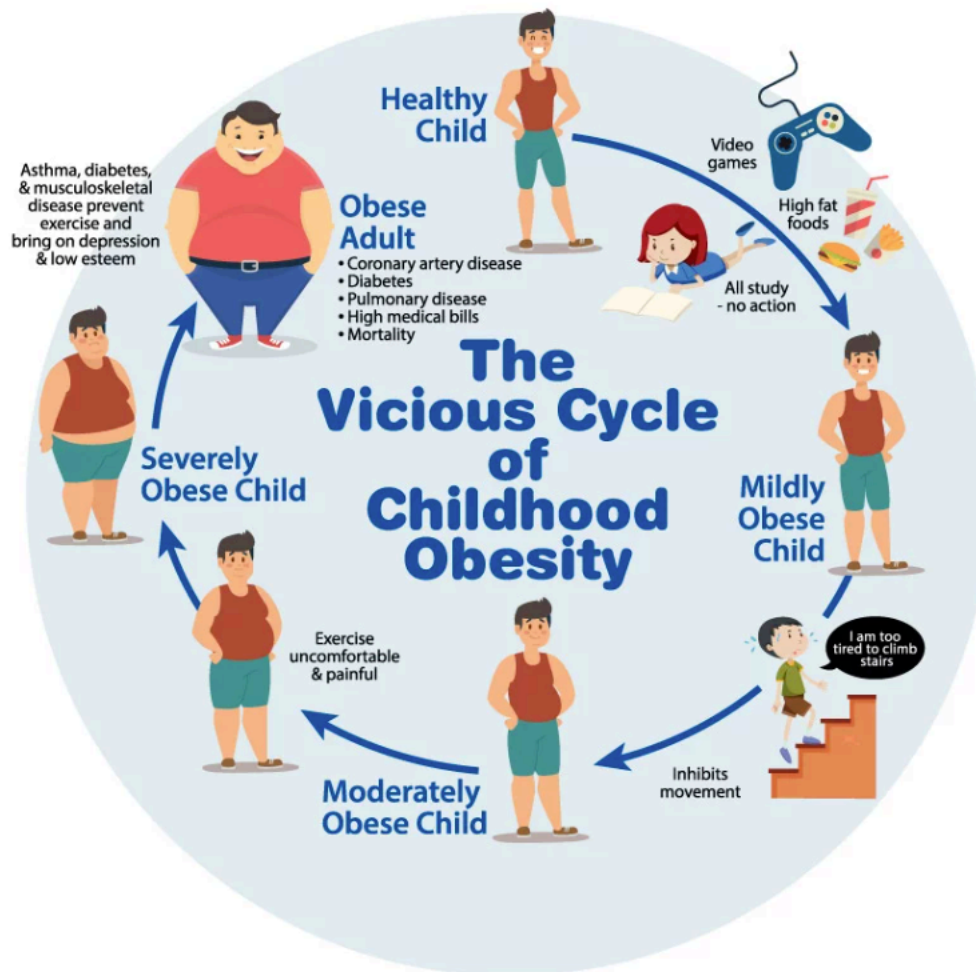 Healthy
Child
Video
games
High fat
foods
All study
- no action
Mildly
Obese
Child
I am too
tired to climb
stairs
Inhibits
movement
Moderately
Obese Child
Exercise
uncomfortable
& painful
Severely
Obese Child
Asthma, diabetes,
& musculoskeletal
disease prevent
exercise and
bring on depression
& low esteem
Obese
Adult
• Coronary artery disease
• Diabetes
• Pulmonary disease
• High medical bills
• Mortality
The
Vicious Cycle
of
Childhood
Obesity